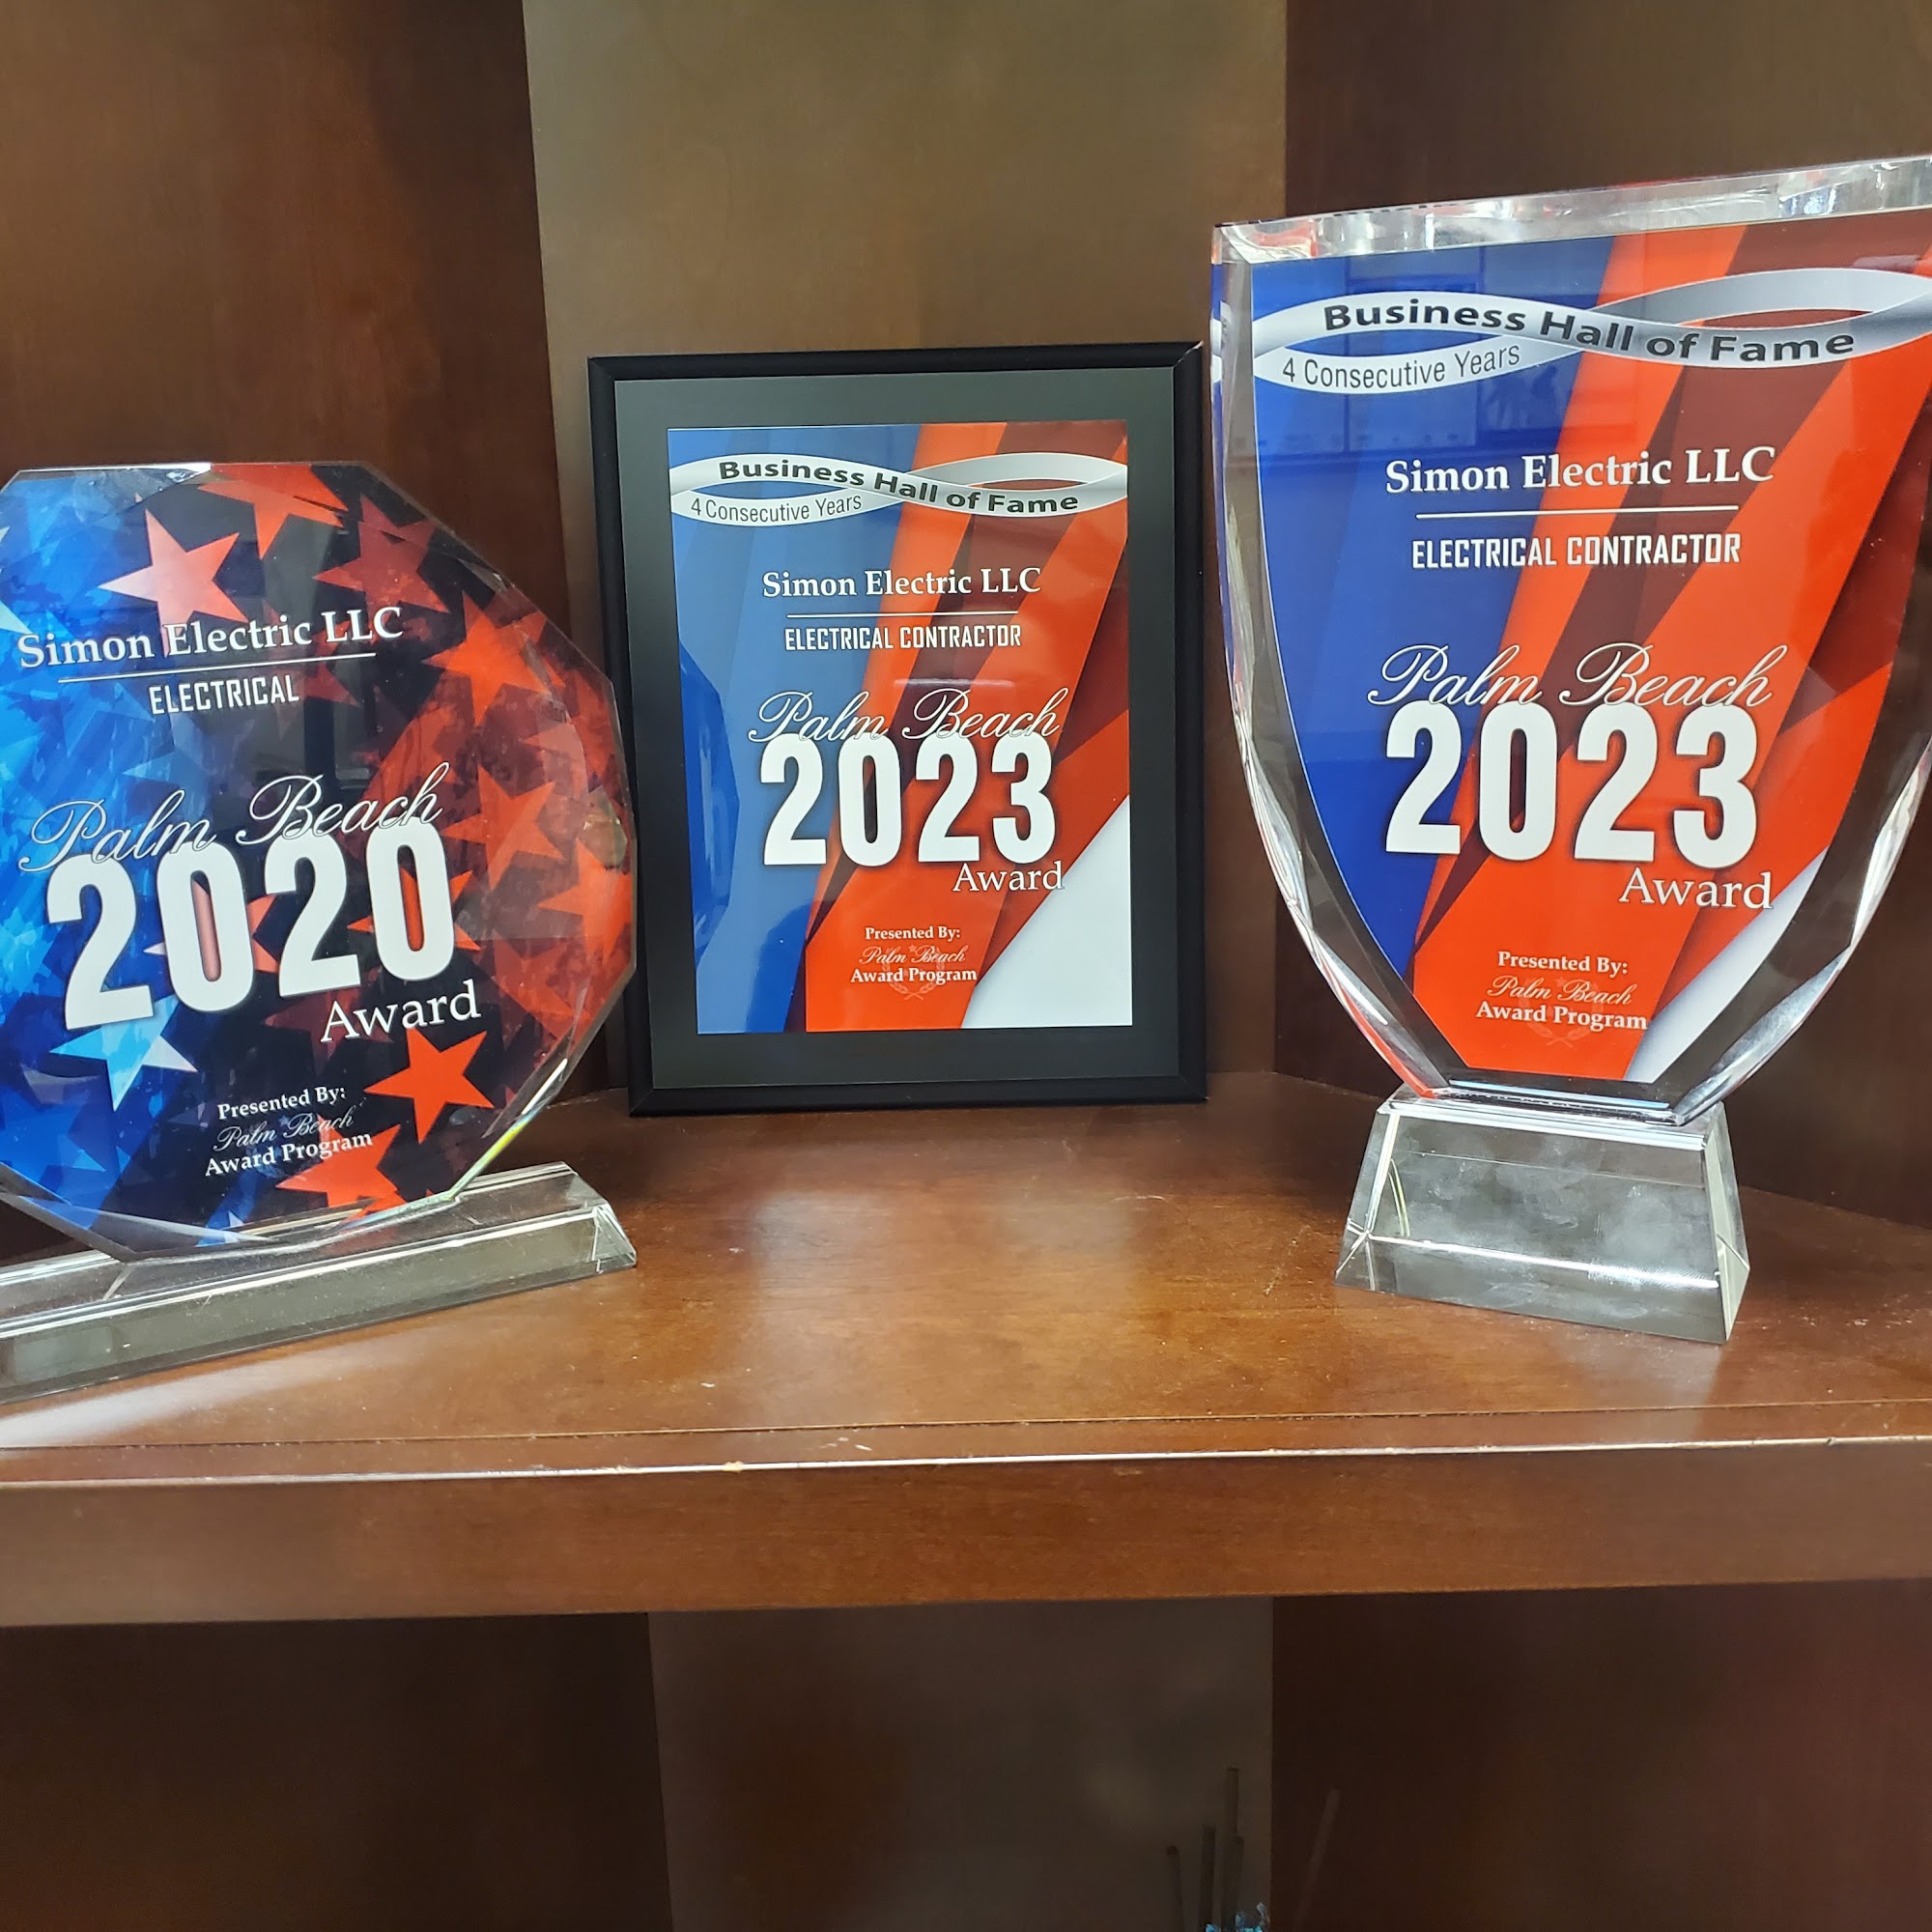 Simon Electric LLC
ELECTRICAL
Palm Beach
2020
Award
Presented By:
Palm Beach
Award Program
Business Hall of Fame
4 Consecutive Years
Simon Electric LLC
ELECTRICAL CONTRACTOR
Palm Beach
2023
Award
Presented By:
Palm Beach
Award Program
Business Hall of Fame
4 Consecutive Years
Simon Electric LLC
ELECTRICAL CONTRACTOR
Palm Beach
2023
Award
Presented By:
Palm Beach
Award Program